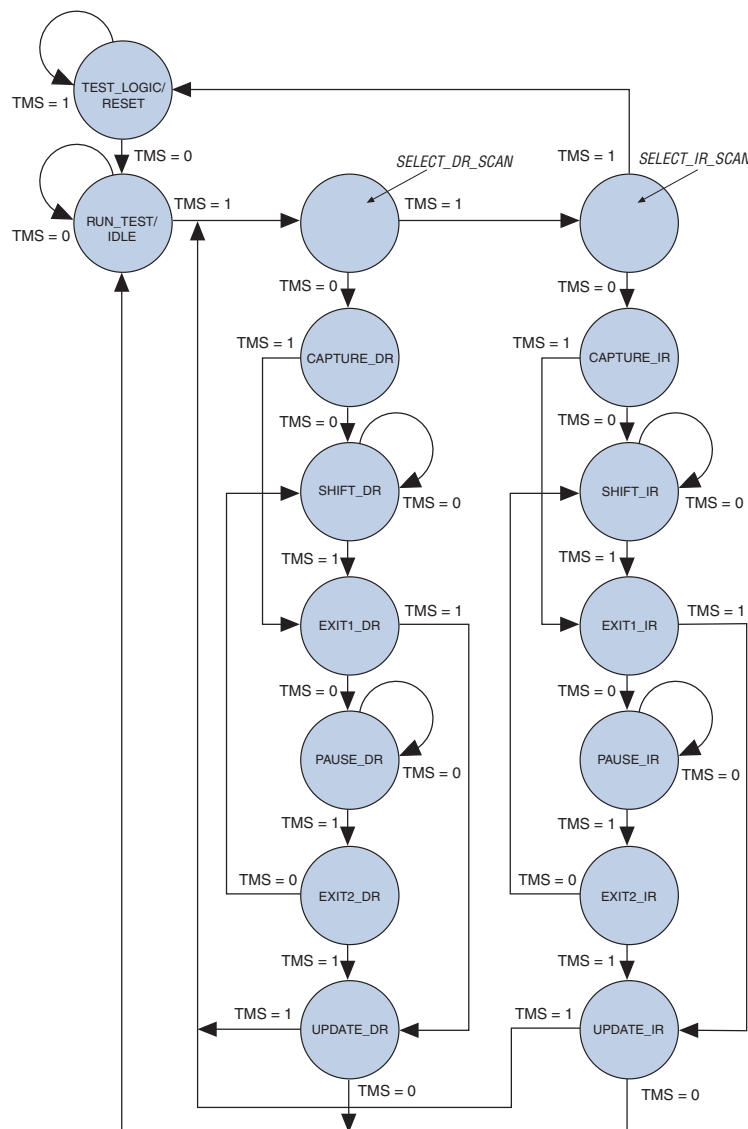 TEST_LOGIC/
RESET
TMS = 1
TMS = 0
SELECT_DR_SCAN
TMS = 1
SELECT_IR_SCAN
RUN_TEST/
IDLE
TMS = 1
TMS = 1
TMS = 0
TMS = 0
TMS = 0
TMS = 1
CAPTURE_DR
TMS = 1
CAPTURE_IR
TMS = 0
TMS = 0
SHIFT_DR
TMS = 0
SHIFT_IR
TMS = 0
TMS = 1
TMS = 1
EXIT1_DR
TMS = 1
EXIT1_IR
TMS = 1
TMS = 0
TMS = 0
PAUSE_DR
TMS = 0
PAUSE_IR
TMS = 0
TMS = 1
TMS = 1
TMS = 0
EXIT2_DR
TMS = 0
EXIT2_IR
TMS = 1
TMS = 1
TMS = 1
UPDATE_DR
TMS = 1
UPDATE_IR
TMS = 0
TMS = 0